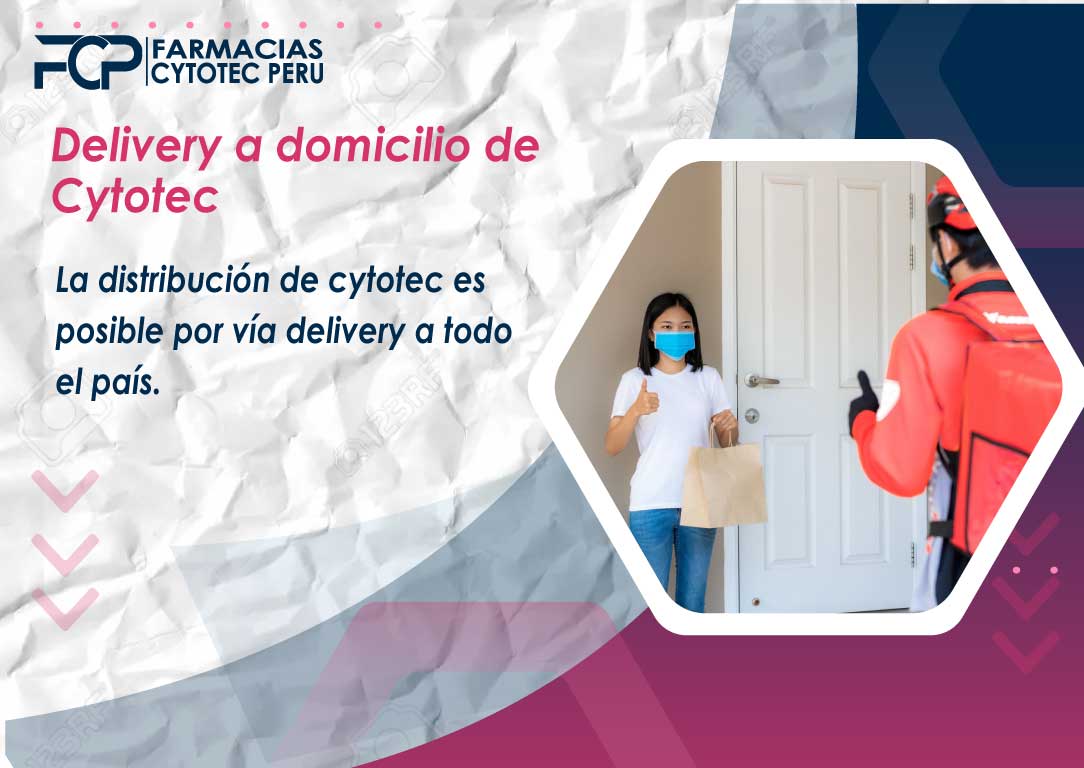 FCP FARMACIAS
CYTOTEC PERU
Delivery a domicilio de
Cytotec
La distribución de cytotec es
posible por vía delivery a todo
el país.
123RF